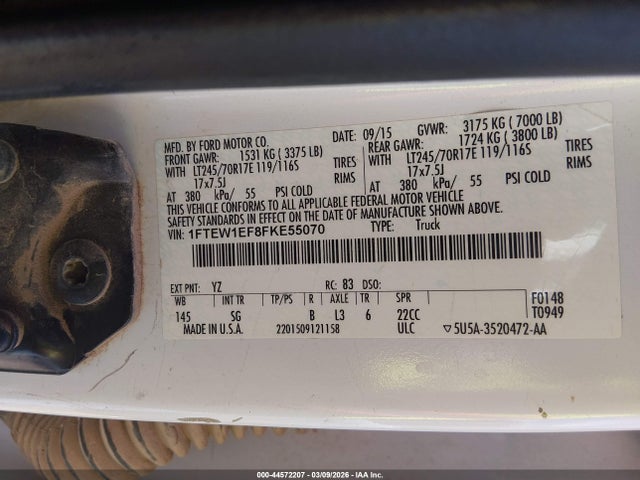 MFD. BY FORD MOTOR CO. DATE: 09/15 GVWR: 3175 KG ( 7000 LB)
FRONT GAWR: 1531 KG ( 3375 LB) REAR GAWR: 1724 KG ( 3800 LB)
WITH LT245/70R17E 119/116S TIRES WITH LT245/70R17E 119/116S TIRES
17x7.5J RIMS 17x7.5J RIMS
AT 380 kPa/ 55 PSI COLD AT 380 kPa/ 55 PSI COLD
THIS VEHICLE CONFORMS TO ALL APPLICABLE FEDERAL MOTOR VEHICLE
SAFETY STANDARDS IN EFFECT ON THE DATE OF MANUFACTURE SHOWN ABOVE.
VIN: 1FTEW1EF8FKE55070 TYPE: Truck
EXT PNT: YZ RC: 83 DSO:
WB INT TR TP/PS R AXLE TR SPR F0148
145 SG B L3 6 22CC T0949
MADE IN U.S.A. 220150912115B ULC ▽5U5A-3520472-AA
000-44572207 - 03/09/2026 - IAA Inc.